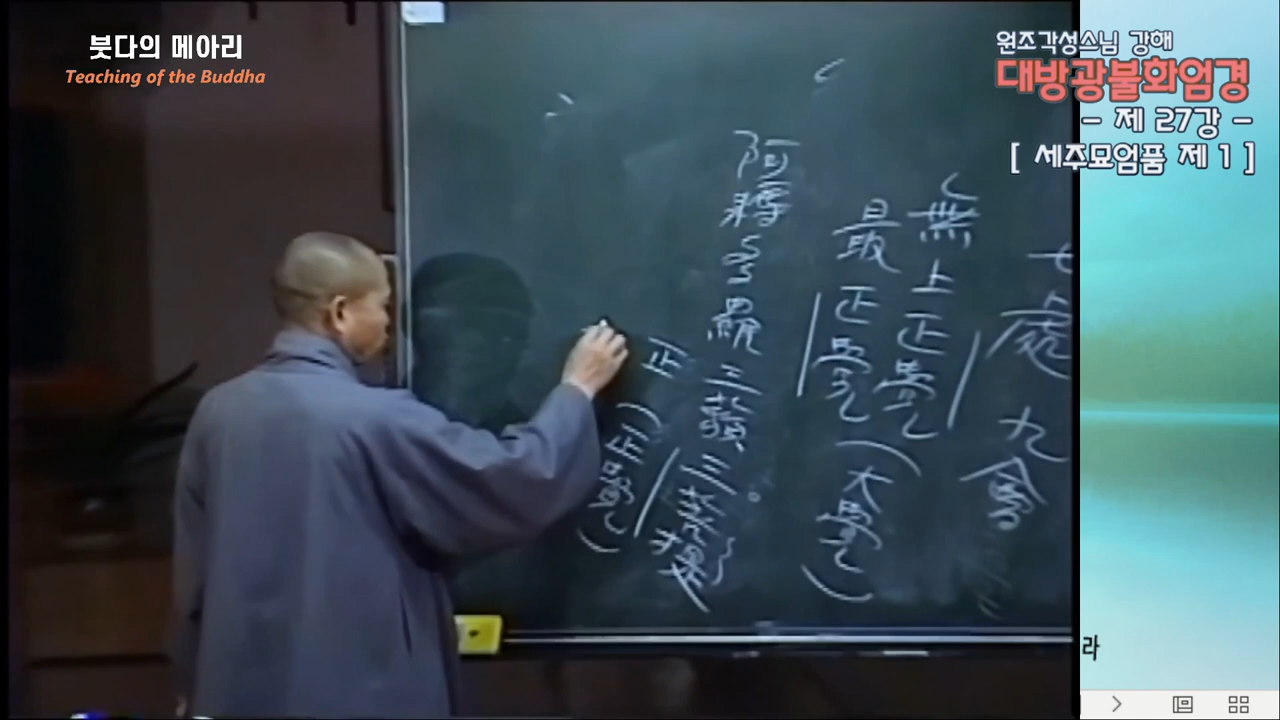 붓다의 메아리
Teaching of the Buddha
원조각성스님 강해
대방광불화엄경
- 제 27강 -
[ 세주묘엄품 제 1 ]
七處九會
無上正覺
最正覺(大覺)
阿耨多羅三藐三菩提
正
(正覺)
라